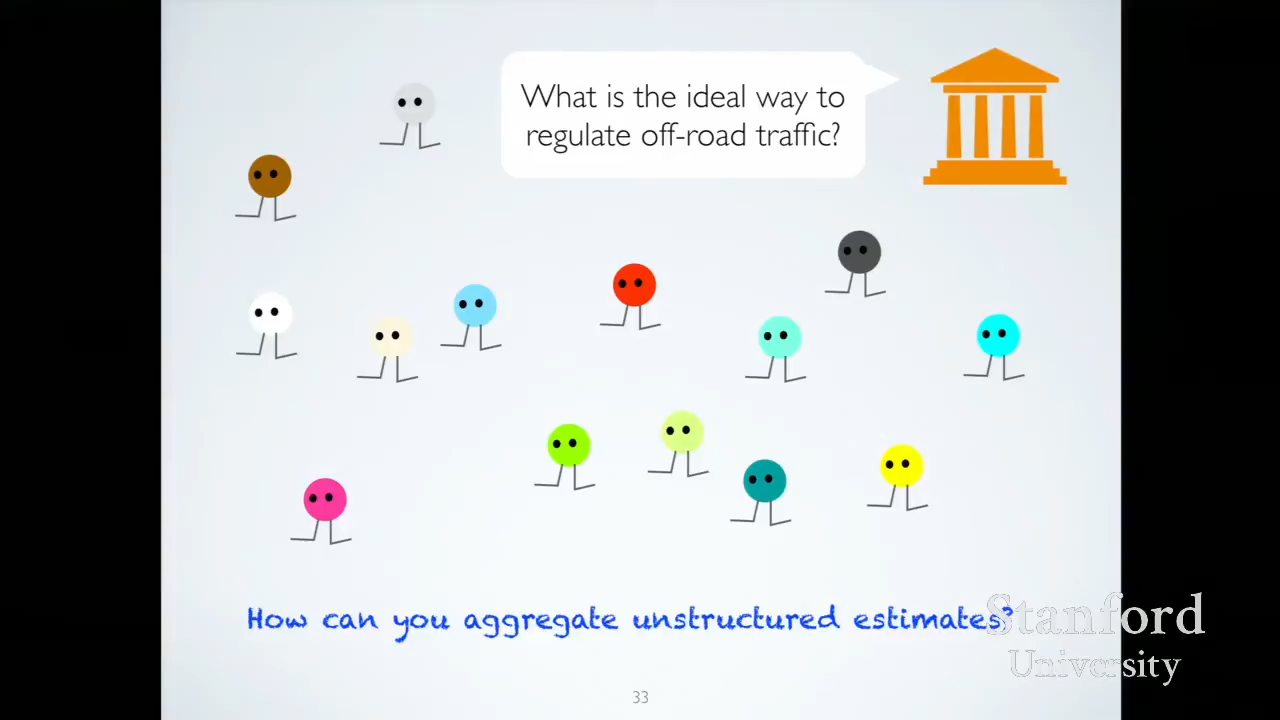 What is the ideal way to
regulate off-road traffic?
How can you aggregate unstructured estimates?
Stanford
University
33